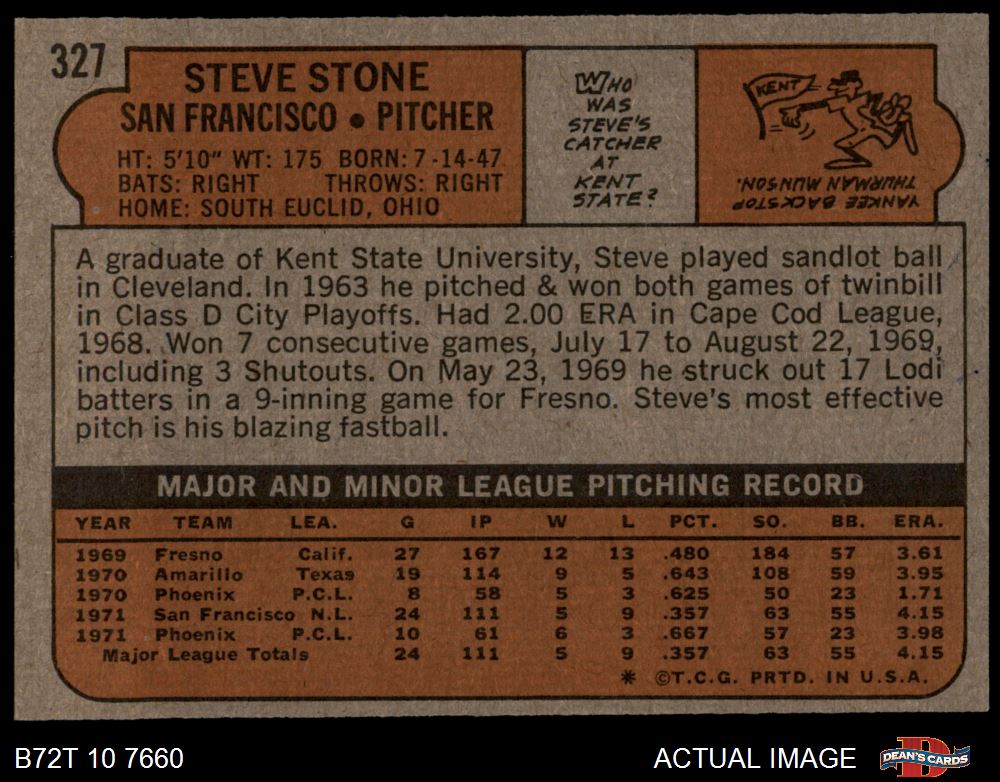 327
STEVE STONE
SAN FRANCISCO • PITCHER
HT: 5'10" WT: 175 BORN: 7-14-47
BATS: RIGHT THROWS: RIGHT
HOME: SOUTH EUCLID, OHIO
WHO
WAS
STEVE'S
CATCHER
AT
KENT
STATE?
KENT
YANKEE BACKSTOP
THURMAN MUNSON.
A graduate of Kent State University, Steve played sandlot ball
in Cleveland. In 1963 he pitched & won both games of twinbill
in Class D City Playoffs. Had 2.00 ERA in Cape Cod League,
1968. Won 7 consecutive games, July 17 to August 22, 1969,
including 3 Shutouts. On May 23, 1969 he struck out 17 Lodi
batters in a 9-inning game for Fresno. Steve's most effective
pitch is his blazing fastball.
MAJOR AND MINOR LEAGUE PITCHING RECORD
YEAR TEAM LEA. G IP W L PCT. SO. BB. ERA.
1969 Fresno Calif. 27 167 12 13 .480 184 57 3.61
1970 Amarillo Texas 19 114 9 5 .643 108 59 3.95
1970 Phoenix P.C.L. 8 58 5 3 .625 50 23 1.71
1971 San Francisco N.L. 24 111 5 9 .357 63 55 4.15
1971 Phoenix P.C.L. 10 61 6 3 .667 57 23 3.98
Major League Totals 24 111 5 9 .357 63 55 4.15
* ©T.C.G. PRTD. IN U.S.A.
B72T 10 7660
ACTUAL IMAGE
DEAN'S CARDS